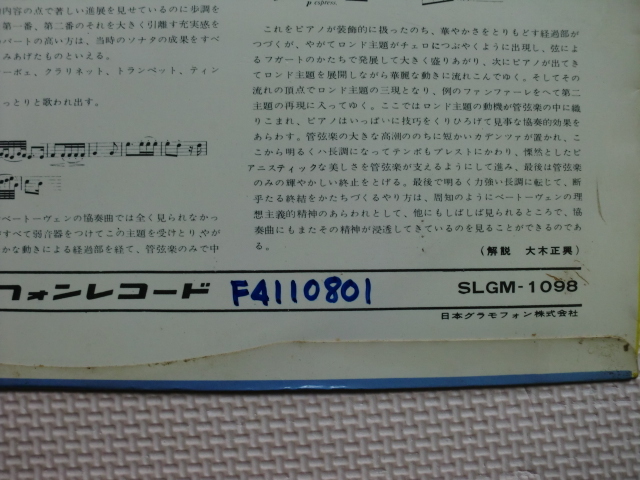 内容の点で著しい進展を見せているのに歩調を
第一番、第二番のそれを大きく引離す充実感を
パートの高い方は、当時のソナタの成果をすべ
みあげたものといえる。
ーボェ、クラリネット、トランペット、ティン
っとりと歌われ出す。
ベートーヴェンの協奏曲では全く見られなかっ
すべて弱音器をつけてこの主題を受けとりやが
かな動きによる経過部を経て、管弦楽のみで中
p espress.
これをピアノが装飾的に扱ったのち、華やかさをとりもどす経過部が
つづくが、やがてロンド主題がチェロにつぶやくように出現し、弦によ
るフガートのかたちで発展して大きく盛りあがり、次にピアノが出てき
てロンド主題を展開しながら華麗な動きに流れこんでゆく。そしてその
流れの頂点でロンド主題の三現となり、例のファンファーレをへて第二
主題の再現に入ってゆく。ここではロンド主題の動機が管弦楽の中に織
りこまれ、ピアノはいっぱいに技巧をくりひろげて見事な協奏的効果を
あらわす。管弦楽の大きな高潮ののちに短かいカデンツァが置かれ、こ
こから明るくハ長調になってテンポもプレストにかわり、慄然としたピ
アニスティックな美しさを管弦楽が支えるようにして進み、最後は管弦楽
のみの輝やかしい終止をとげる。最後で明るく力強い長調に転じて、断
乎たる終結をかたちづくるやり方は、周知のようにベートーヴェンの理
想主義的精神のあらわれとして、他にもしばしば見られるところで、協
奏曲にもまたその精神が浸透してきているのを見ることができるのであ
る。
(解説 大木正興)
フォンレコード F4110801 SLGM-1098
日本グラモフォン株式会社